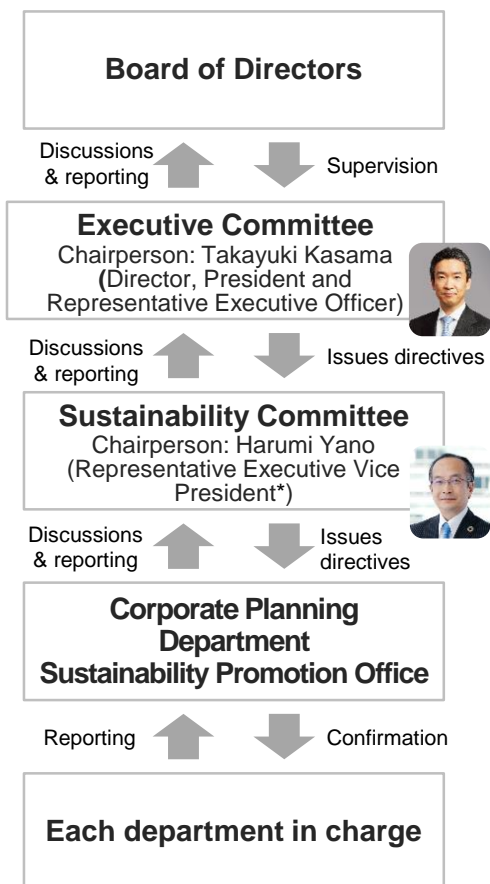 Board of Directors
Discussions
& reporting
Supervision
Executive Committee
Chairperson: Takayuki Kasama
(Director, President and
Representative Executive Officer)
Discussions
& reporting
Issues directives
Sustainability Committee
Chairperson: Harumi Yano
(Representative Executive Vice
President*)
Discussions
& reporting
Issues
directives
Corporate Planning
Department
Sustainability Promotion Office
Reporting
Confirmation
Each department in charge